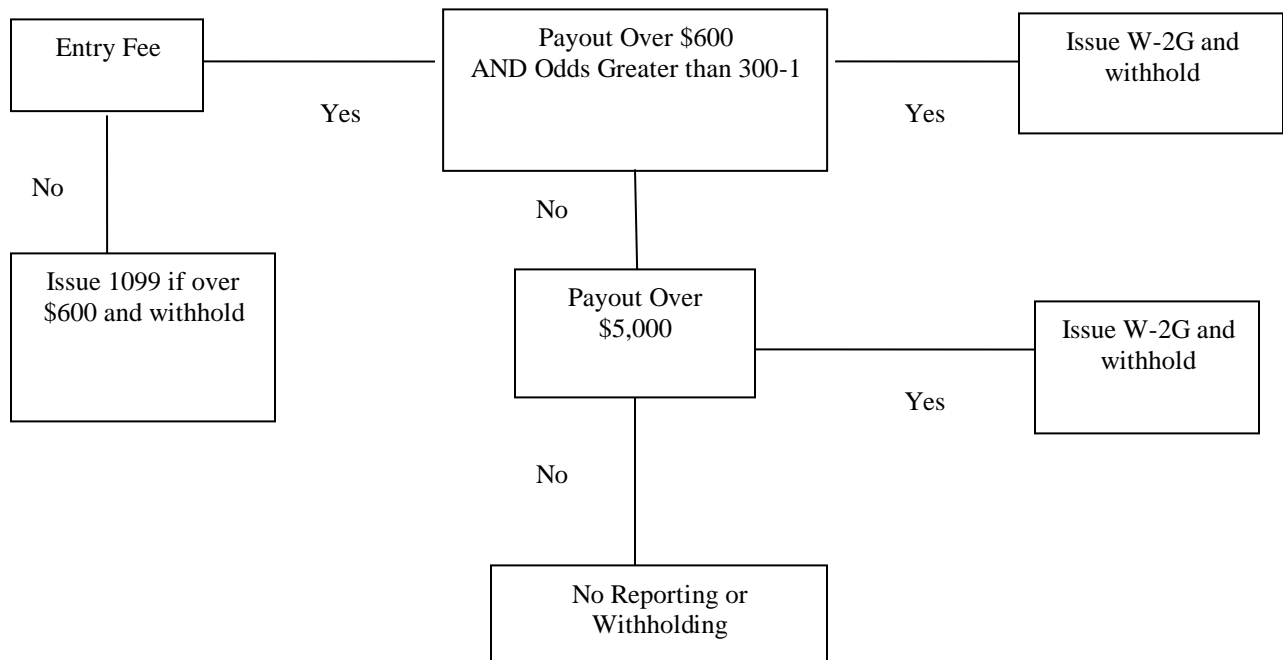 Entry Fee
Yes
Payout Over $600
AND Odds Greater than 300-1
Yes
Issue W-2G and
withhold
No
No
Issue 1099 if over
$600 and withhold
Payout Over
$5,000
Yes
Issue W-2G and
withhold
No
No Reporting or
Withholding